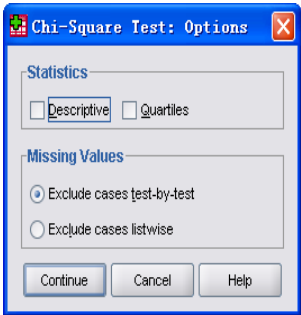 Chi-Square Test: Options
Statistics
Descriptive Quartiles
Missing Values
Exclude cases test-by-test
Exclude cases listwise
Continue Cancel Help